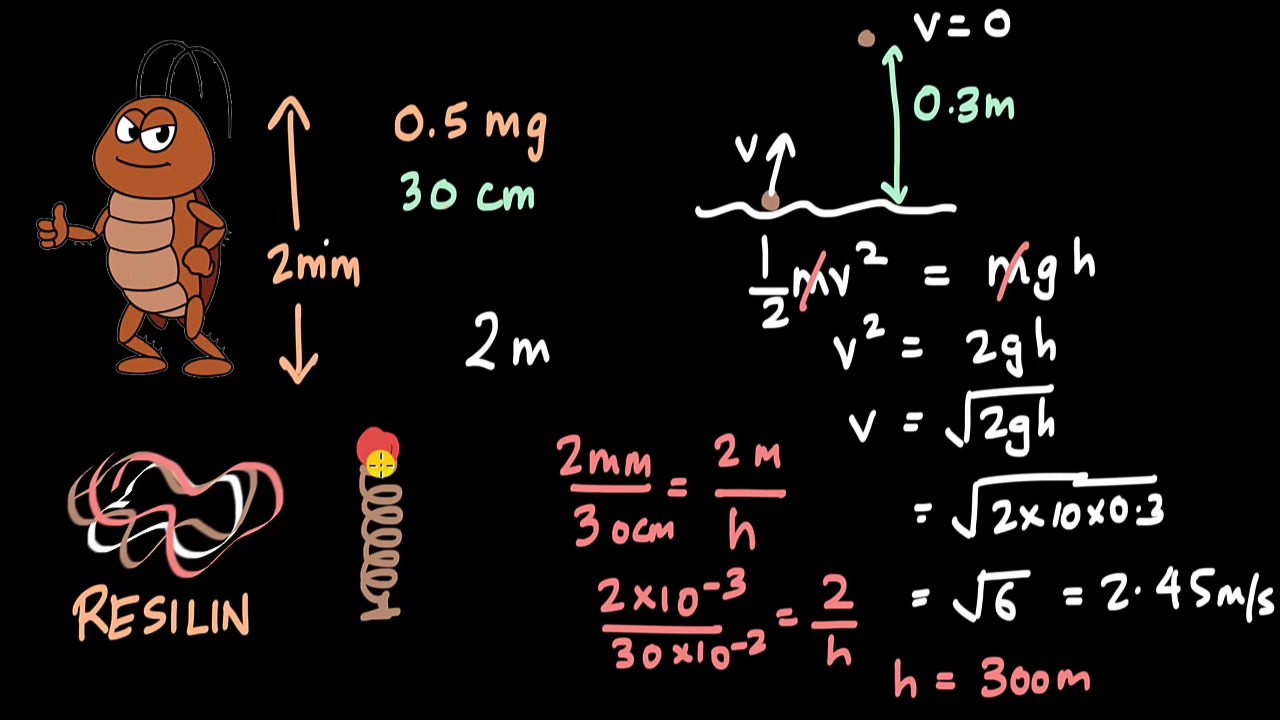 0.5 mg
30 cm
2mm
2 m
RESILIN
v = 0
0.3m
v
1/2 mv² = mgh
v² = 2gh
v = √2gh
= √2×10×0.3
= √6 = 2.45m/s
2mm/30cm = 2m/h
2×10⁻³/30×10⁻² = 2/h
h = 300m